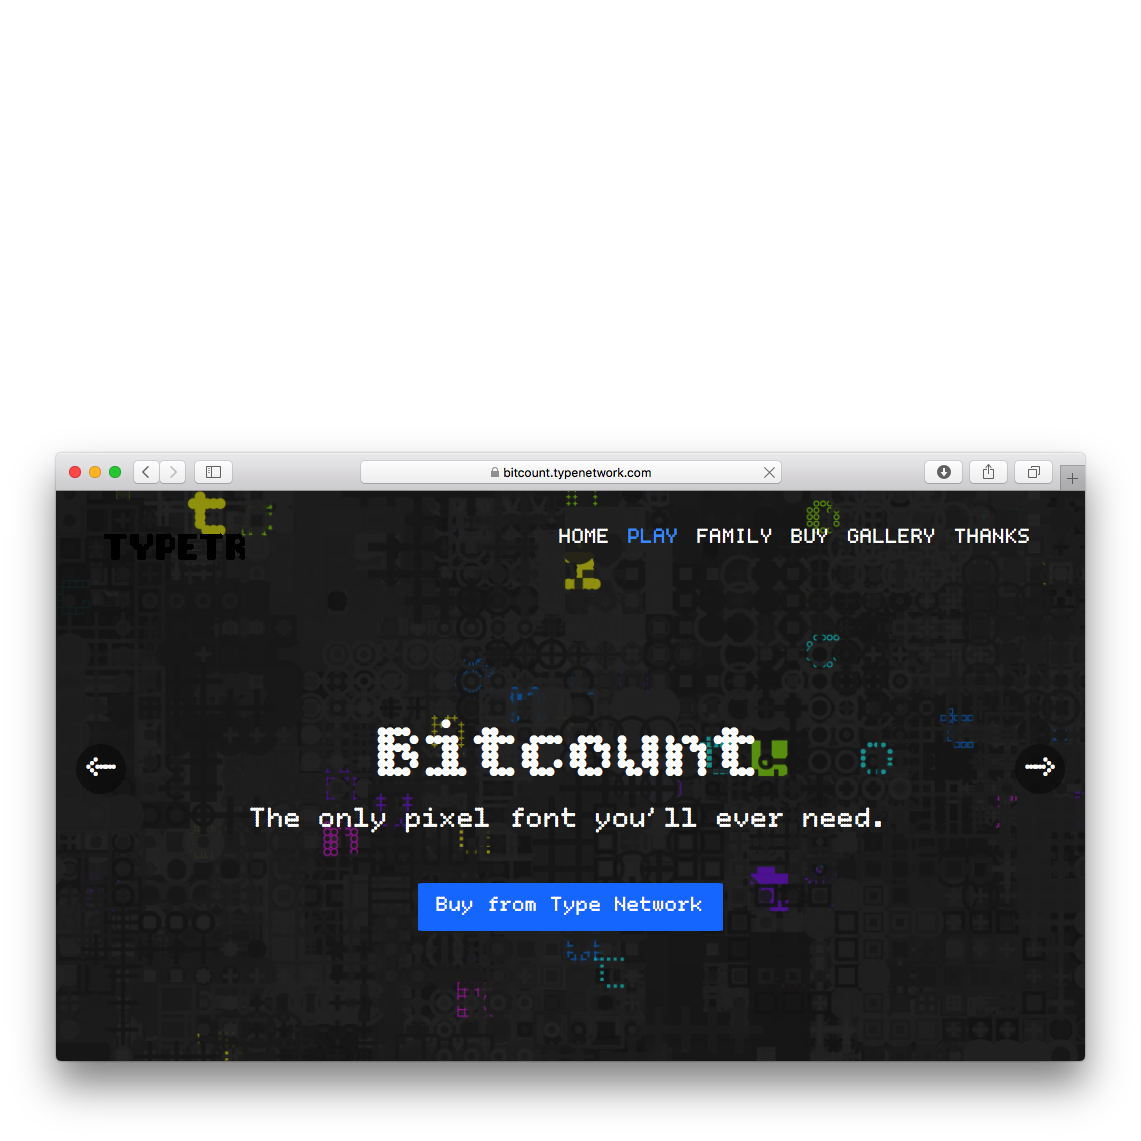 bitcount.typenetwork.com
TYPETR
HOME PLAY FAMILY BUY GALLERY THANKS
Bitcount
The only pixel font you'll ever need.
Buy from Type Network